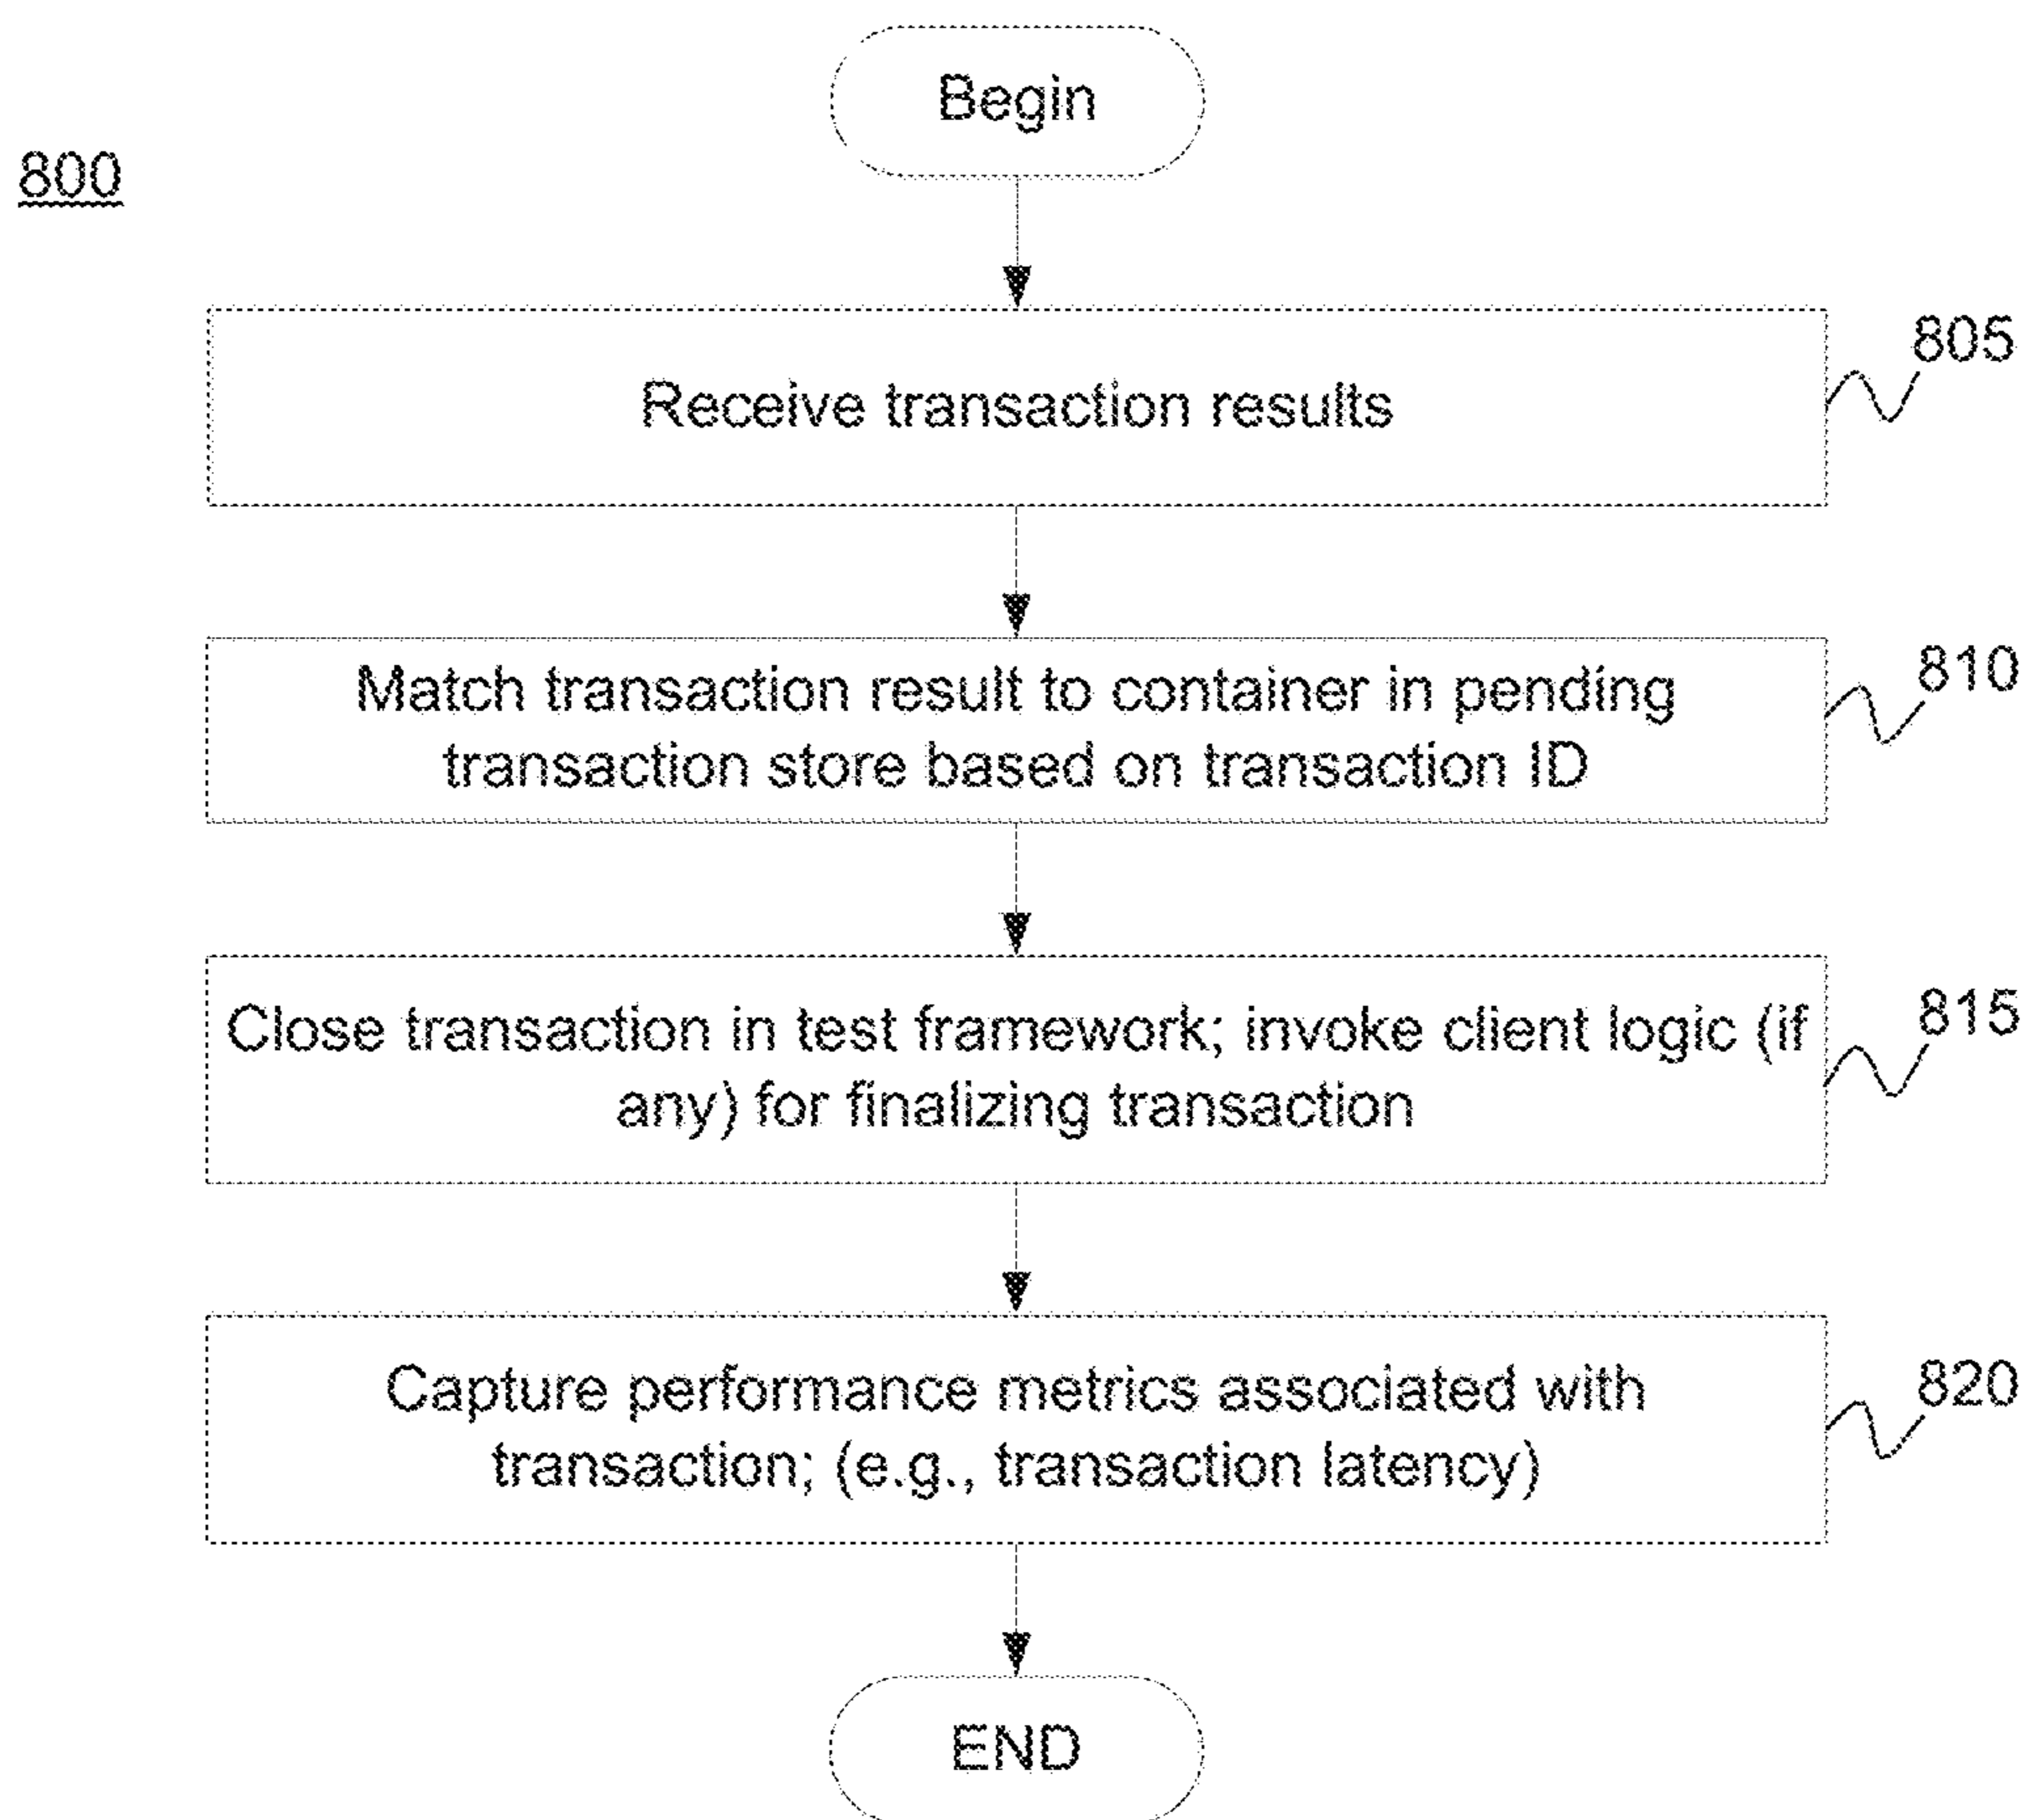 Begin
800
805
Receive transaction results
810
Match transaction result to container in pending
transaction store based on transaction ID
815
Close transaction in test framework; invoke client logic (if
any) for finalizing transaction
820
Capture performance metrics associated with
transaction; (e.g., transaction latency)
END